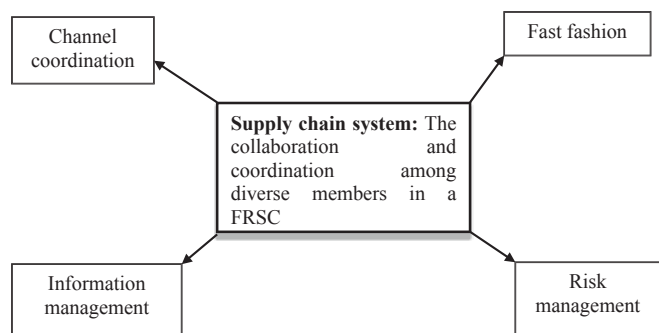 Channel
coordination
Fast fashion
Supply chain system: The
collaboration and
coordination among
diverse members in a
FRSC
Information
management
Risk
management